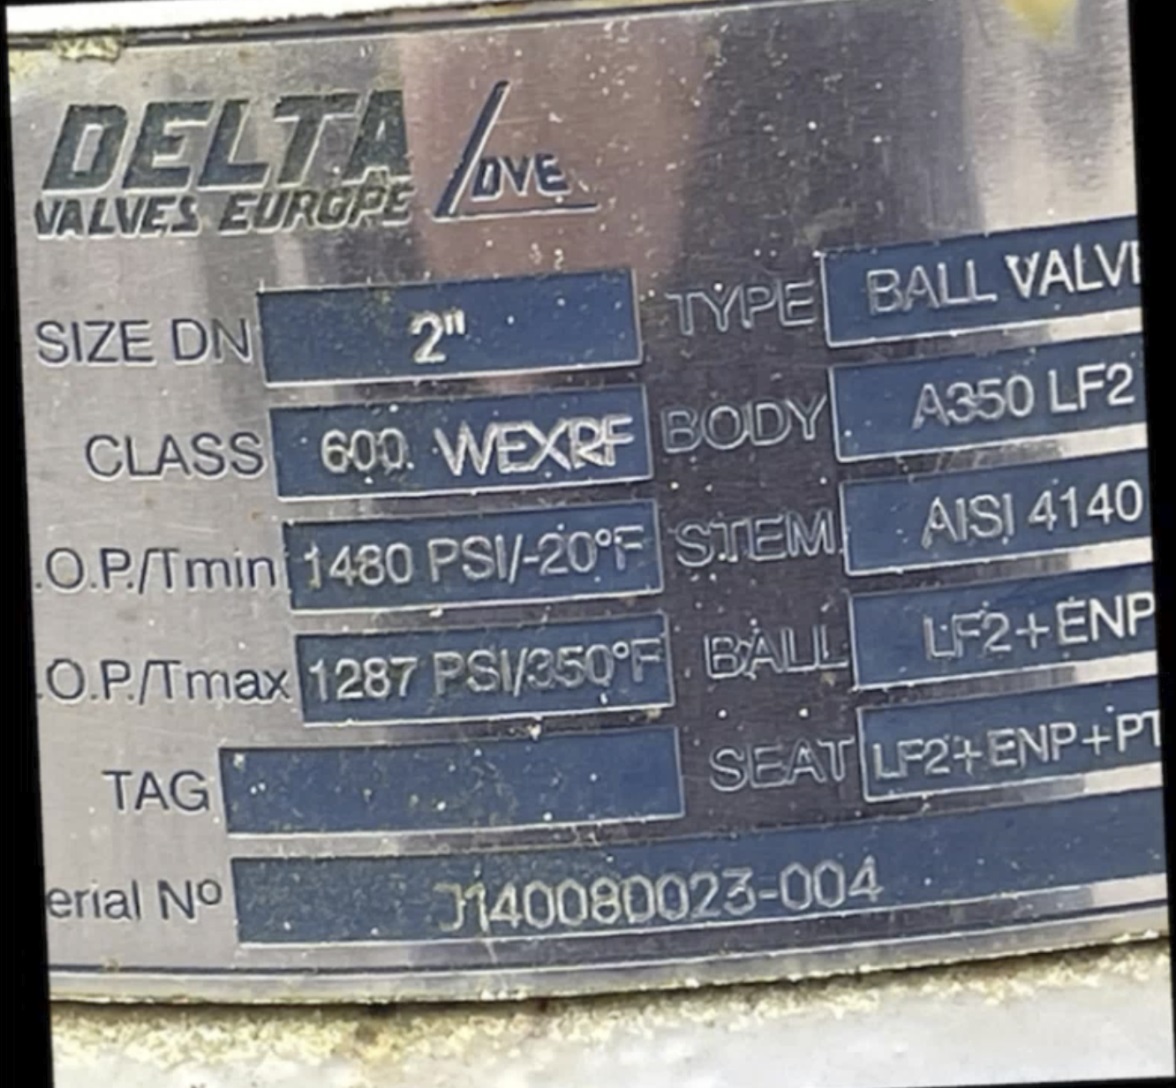 DELTA
VALVES EUROPE
DVE
SIZE DN 2" TYPE BALL VALV
CLASS 600 WEXRF BODY A350 LF2
.O.P./Tmin 1480 PSI/-20°F STEM AISI 4140
.O.P./Tmax 1287 PSI/350°F BALL LF2+ENP
TAG SEAT LF2+ENP+PT
erial Nº J140080023-004